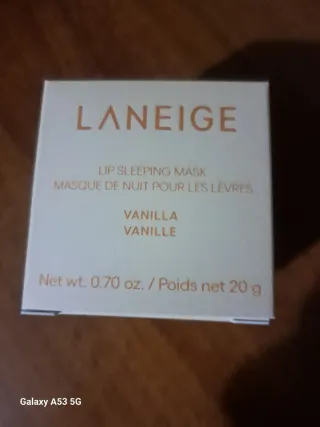 LANEIGE
LIP SLEEPING MASK
MASQUE DE NUIT POUR LES LÈVRES
VANILLA
VANILLE
Net wt. 0.70 oz. / Poids net 20 g
Galaxy A53 5G